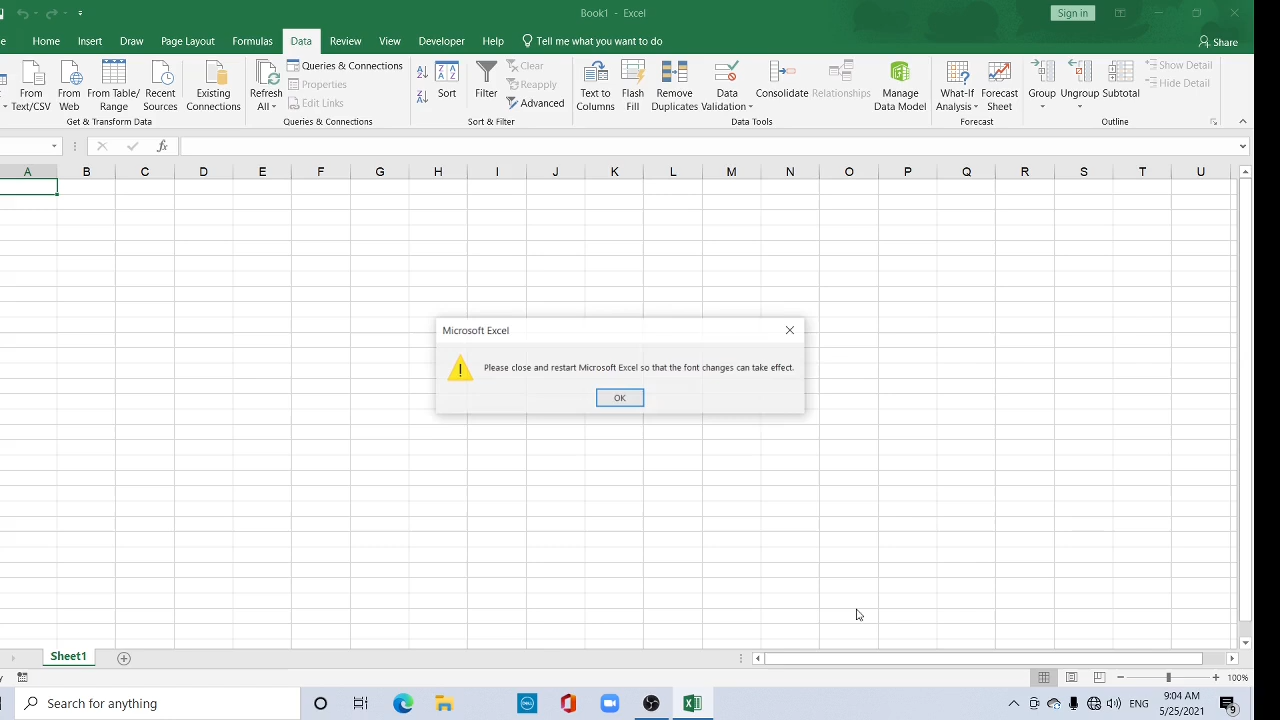 Book1 - Excel
Sign in
Home Insert Draw Page Layout Formulas Data Review View Developer Help Tell me what you want to do
Share
From Text/CSV
From Web
From Table/ Range
Recent Sources
Existing Connections
Get & Transform Data
Refresh All
Queries & Connections
Properties
Edit Links
Queries & Connections
Sort
Filter
Clear
Reapply
Advanced
Sort & Filter
Text to Columns
Flash Fill
Remove Duplicates
Data Validation
Consolidate
Relationships
Manage Data Model
Data Tools
What-If Analysis
Forecast Sheet
Forecast
Group
Ungroup
Subtotal
Show Detail
Hide Detail
Outline
fx
A B C D E F G H I J K L M N O P Q R S T U
Microsoft Excel
Please close and restart Microsoft Excel so that the font changes can take effect.
OK
Sheet1
100%
Search for anything
DELL
ENG
9:04 AM
5/25/2021
9